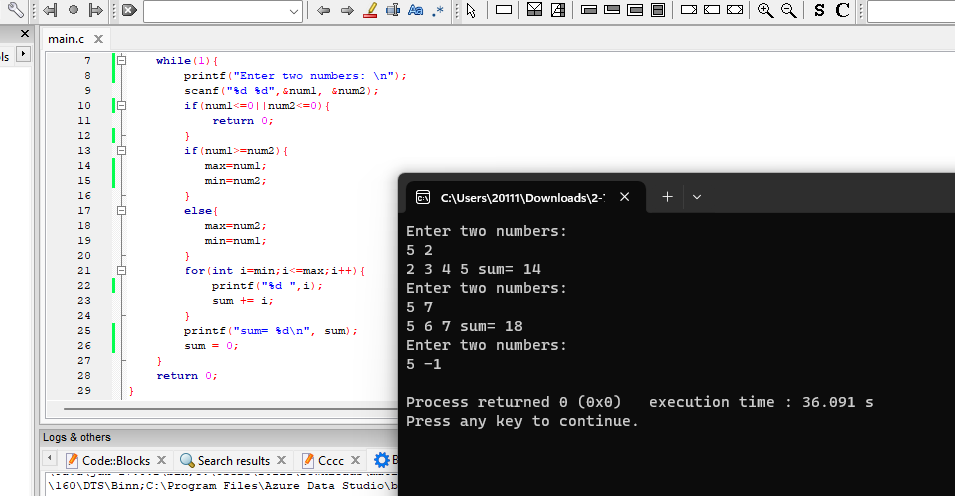 S C
main.c
ls
7 while(1){
8 printf("Enter two numbers: \n");
9 scanf("%d %d",&num1, &num2);
10 if(num1<=0||num2<=0){
11 return 0;
12 }
13 if(num1>=num2){
14 max=num1;
15 min=num2;
16 }
17 else{
18 max=num2;
19 min=num1;
20 }
21 for(int i=min;i<=max;i++){
22 printf("%d ",i);
23 sum += i;
24 }
25 printf("sum= %d\n", sum);
26 sum = 0;
27 }
28 return 0;
29 }
C:\Users\20111\Downloads\2-
Enter two numbers:
5 2
2 3 4 5 sum= 14
Enter two numbers:
5 7
5 6 7 sum= 18
Enter two numbers:
5 -1
Process returned 0 (0x0) execution time : 36.091 s
Press any key to continue.
Logs & others
Code::Blocks
Search results
Cccc
B
\160\DTS\Binn;C:\Program Files\Azure Data Studio\b